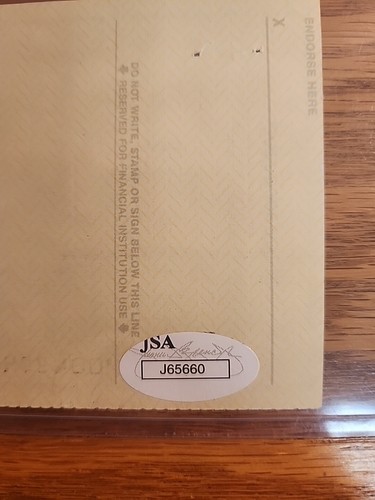 ENDORSE HERE
X
DO NOT WRITE, STAMP OR SIGN BELOW THIS LINE
RESERVED FOR FINANCIAL INSTITUTION USE
JSA
J65660